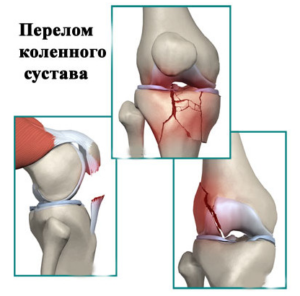 Перелом
коленного
сустава